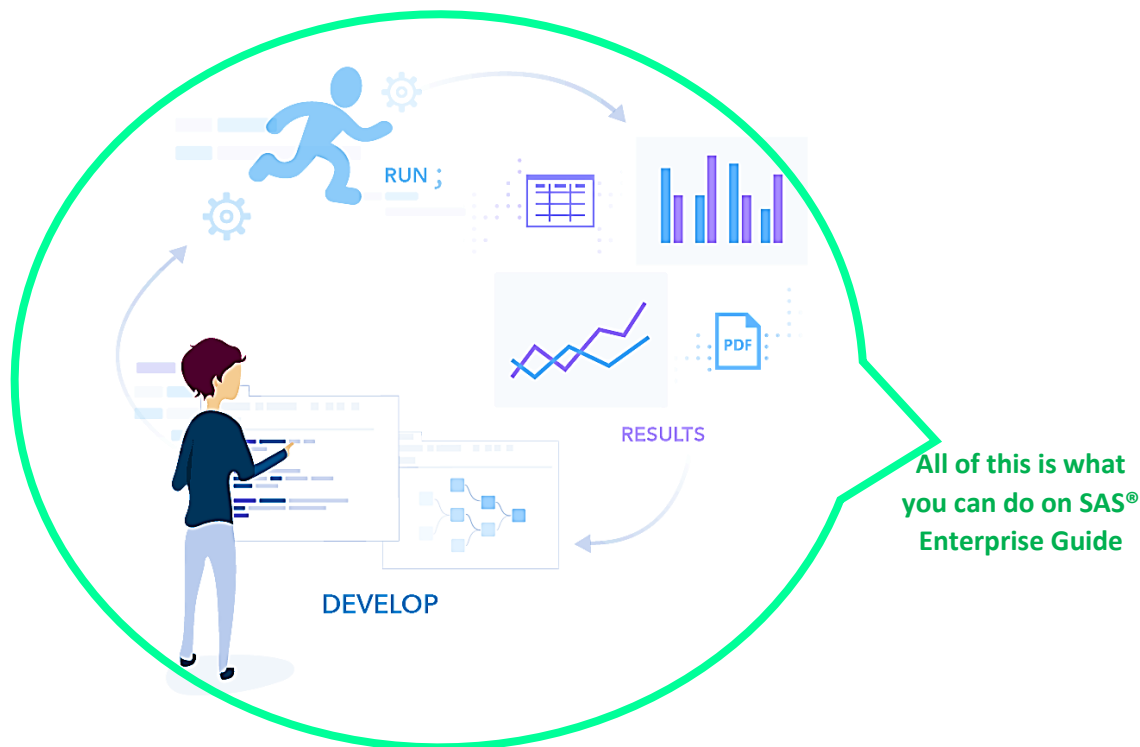 RUN ;
PDF
RESULTS
DEVELOP
All of this is what
you can do on SAS®
Enterprise Guide